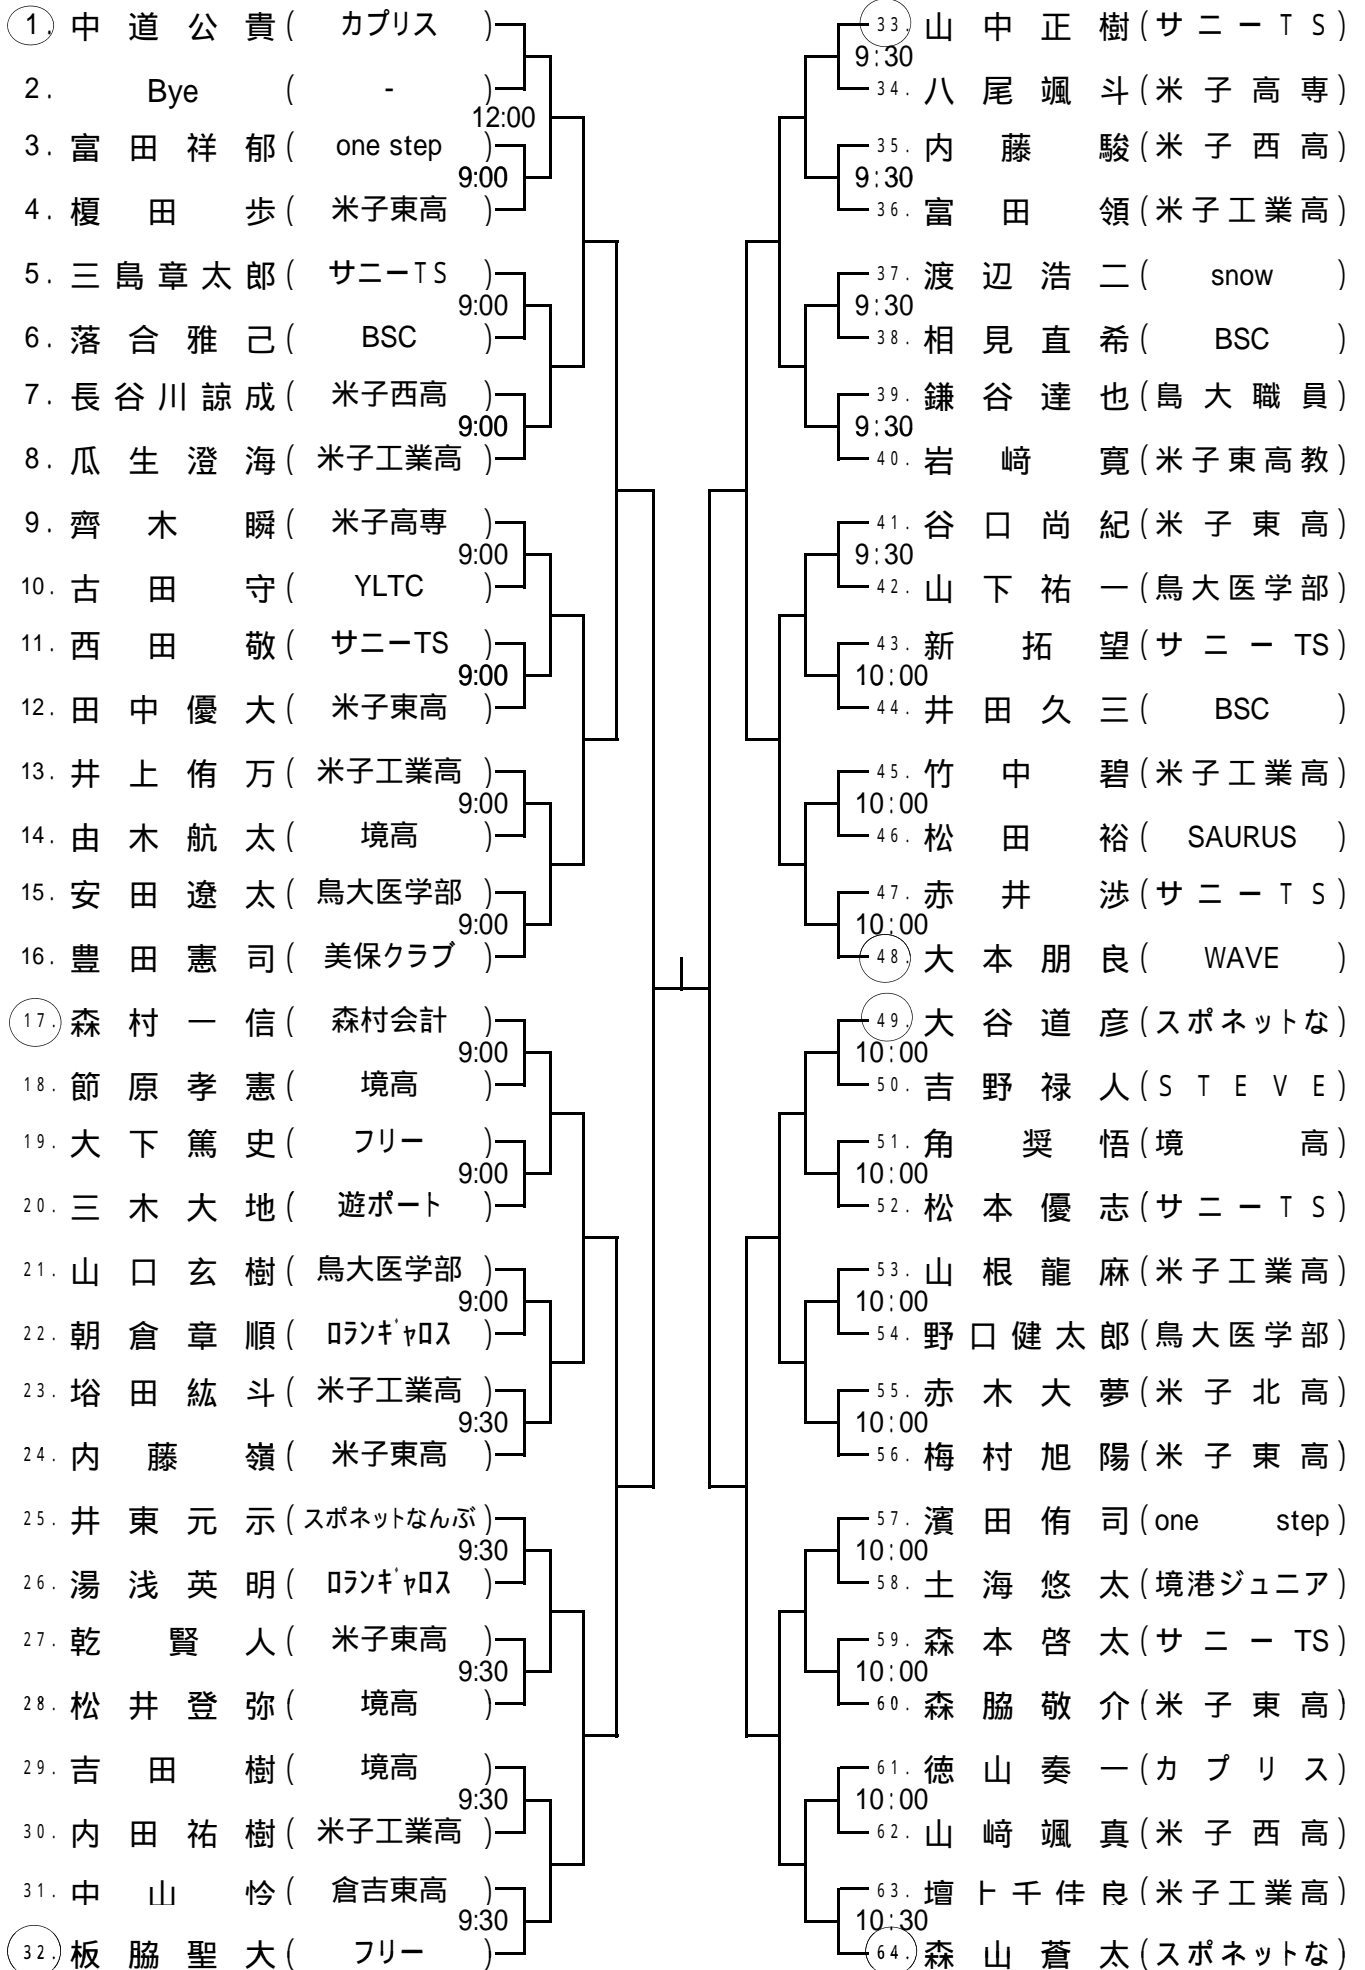 1. 中道公貴 ( カプリス )
2. Bye ( - )
12:00
3. 富田祥郁 ( one step )
9:00
4. 榎田歩 ( 米子東高 )
5. 三島章太郎 ( サニーTS )
9:00
6. 落合雅己 ( BSC )
7. 長谷川諒成 ( 米子西高 )
9:00
8. 瓜生澄海 ( 米子工業高 )
9. 齊木瞬 ( 米子高専 )
9:00
10. 古田守 ( YLTC )
11. 西田敬 ( サニーTS )
9:00
12. 田中優大 ( 米子東高 )
13. 井上侑万 ( 米子工業高 )
9:00
14. 由木航太 ( 境高 )
15. 安田遼太 ( 鳥大医学部 )
9:00
16. 豊田憲司 ( 美保クラブ )
17. 森村一信 ( 森村会計 )
9:00
18. 節原孝憲 ( 境高 )
19. 大下篤史 ( フリー )
9:00
20. 三木大地 ( 遊ポート )
21. 山口玄樹 ( 鳥大医学部 )
9:00
22. 朝倉章順 ( ロランギャロス )
23. 塔田紘斗 ( 米子工業高 )
9:30
24. 内藤嶺 ( 米子東高 )
25. 井東元示 ( スポネットなんぶ )
9:30
26. 湯浅英明 ( ロランギャロス )
27. 乾賢人 ( 米子東高 )
9:30
28. 松井登弥 ( 境高 )
29. 吉田樹 ( 境高 )
9:30
30. 内田祐樹 ( 米子工業高 )
31. 中山怜 ( 倉吉東高 )
9:30
32. 板脇聖大 ( フリー )
33. 山中正樹 ( サニーTS )
9:30
34. 八尾颯斗 ( 米子高専 )
35. 内藤駿 ( 米子西高 )
9:30
36. 富田領 ( 米子工業高 )
37. 渡辺浩二 ( snow )
9:30
38. 相見直希 ( BSC )
39. 鎌谷達也 ( 島大職員 )
9:30
40. 岩﨑寛 ( 米子東高教 )
41. 谷口尚紀 ( 米子東高 )
9:30
42. 山下祐一 ( 鳥大医学部 )
43. 新拓望 ( サニーTS )
10:00
44. 井田久三 ( BSC )
45. 竹中碧 ( 米子工業高 )
10:00
46. 松田裕 ( SAURUS )
47. 赤井渉 ( サニーTS )
10:00
48. 大本朋良 ( WAVE )
49. 大谷道彦 ( スポネットな )
10:00
50. 吉野禄人 ( STEVE )
51. 角奨悟 ( 境高 )
10:00
52. 松本優志 ( サニーTS )
53. 山根龍麻 ( 米子工業高 )
10:00
54. 野口健太郎 ( 鳥大医学部 )
55. 赤木大夢 ( 米子北高 )
10:00
56. 梅村旭陽 ( 米子東高 )
57. 濱田侑司 ( one step )
10:00
58. 土海悠太 ( 境港ジュニア )
59. 森本啓太 ( サニーTS )
10:00
60. 森脇敬介 ( 米子東高 )
61. 徳山奏一 ( カプリス )
10:00
62. 山﨑颯真 ( 米子西高 )
63. 壇上千佳良 ( 米子工業高 )
10:30
64. 森山蒼太 ( スポネットな )